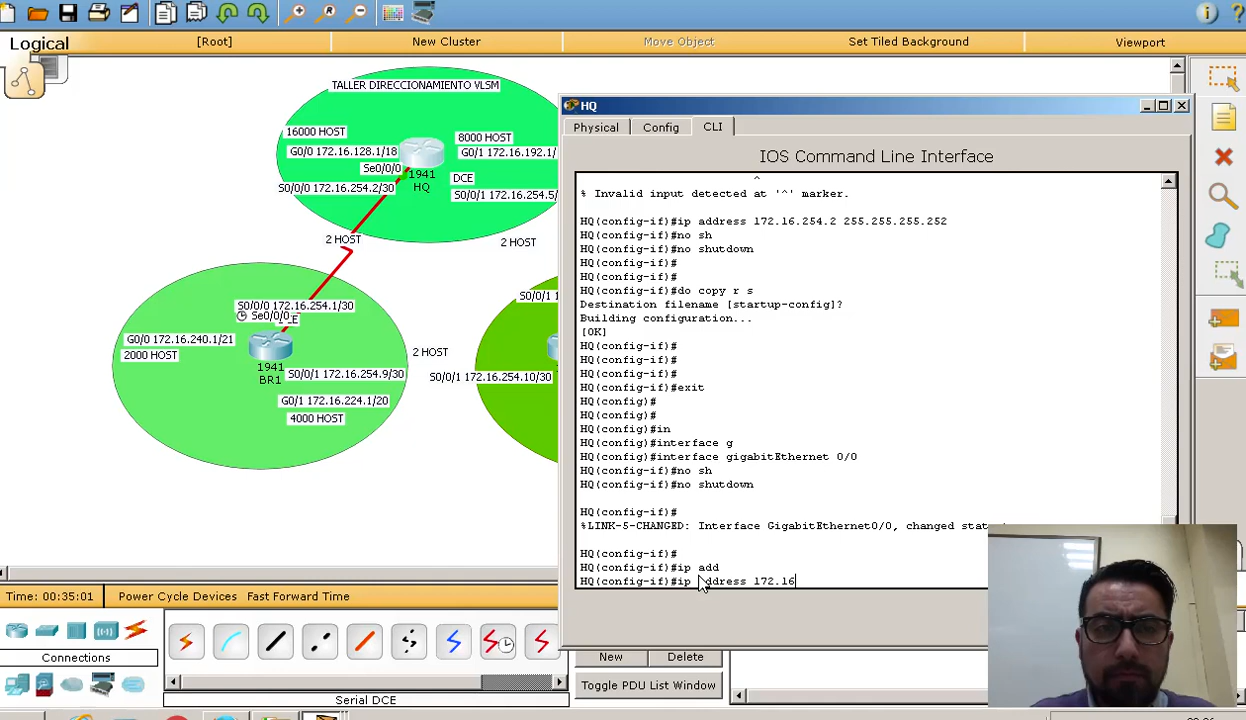 Logical
[Root]
New Cluster
Move Object
Set Tiled Background
Viewport
TALLER DIRECCIONAMIENTO VLSM
16000 HOST
8000 HOST
G0/0 172.16.128.1/18
G0/1 172.16.192.1/
Se0/0/0
1941
HQ
DCE
S0/0/0 172.16.254.2/30
S0/0/1 172.16.254.5/
2 HOST
2 HOST
S0/0/0 172.16.254.1/30
Se0/0/0
S0/0/1
G0/0 172.16.240.1/21
2000 HOST
1941
BR1
2 HOST
S0/0/1 172.16.254.9/30
S0/0/1 172.16.254.10/30
G0/1 172.16.224.1/20
4000 HOST
HQ
Physical
Config
CLI
IOS Command Line Interface
^
% Invalid input detected at '^' marker.
HQ(config-if)#ip address 172.16.254.2 255.255.255.252
HQ(config-if)#no sh
HQ(config-if)#no shutdown
HQ(config-if)#
HQ(config-if)#
HQ(config-if)#do copy r s
Destination filename [startup-config]?
Building configuration...
[OK]
HQ(config-if)#
HQ(config-if)#
HQ(config-if)#
HQ(config-if)#exit
HQ(config)#
HQ(config)#
HQ(config)#in
HQ(config)#interface g
HQ(config)#interface gigabitEthernet 0/0
HQ(config-if)#no sh
HQ(config-if)#no shutdown
HQ(config-if)#
%LINK-5-CHANGED: Interface GigabitEthernet0/0, changed
HQ(config-if)#
HQ(config-if)#ip add
HQ(config-if)#ip address 172.16
Time: 00:35:01
Power Cycle Devices
Fast Forward Time
Connections
Serial DCE
New
Delete
Toggle PDU List Window